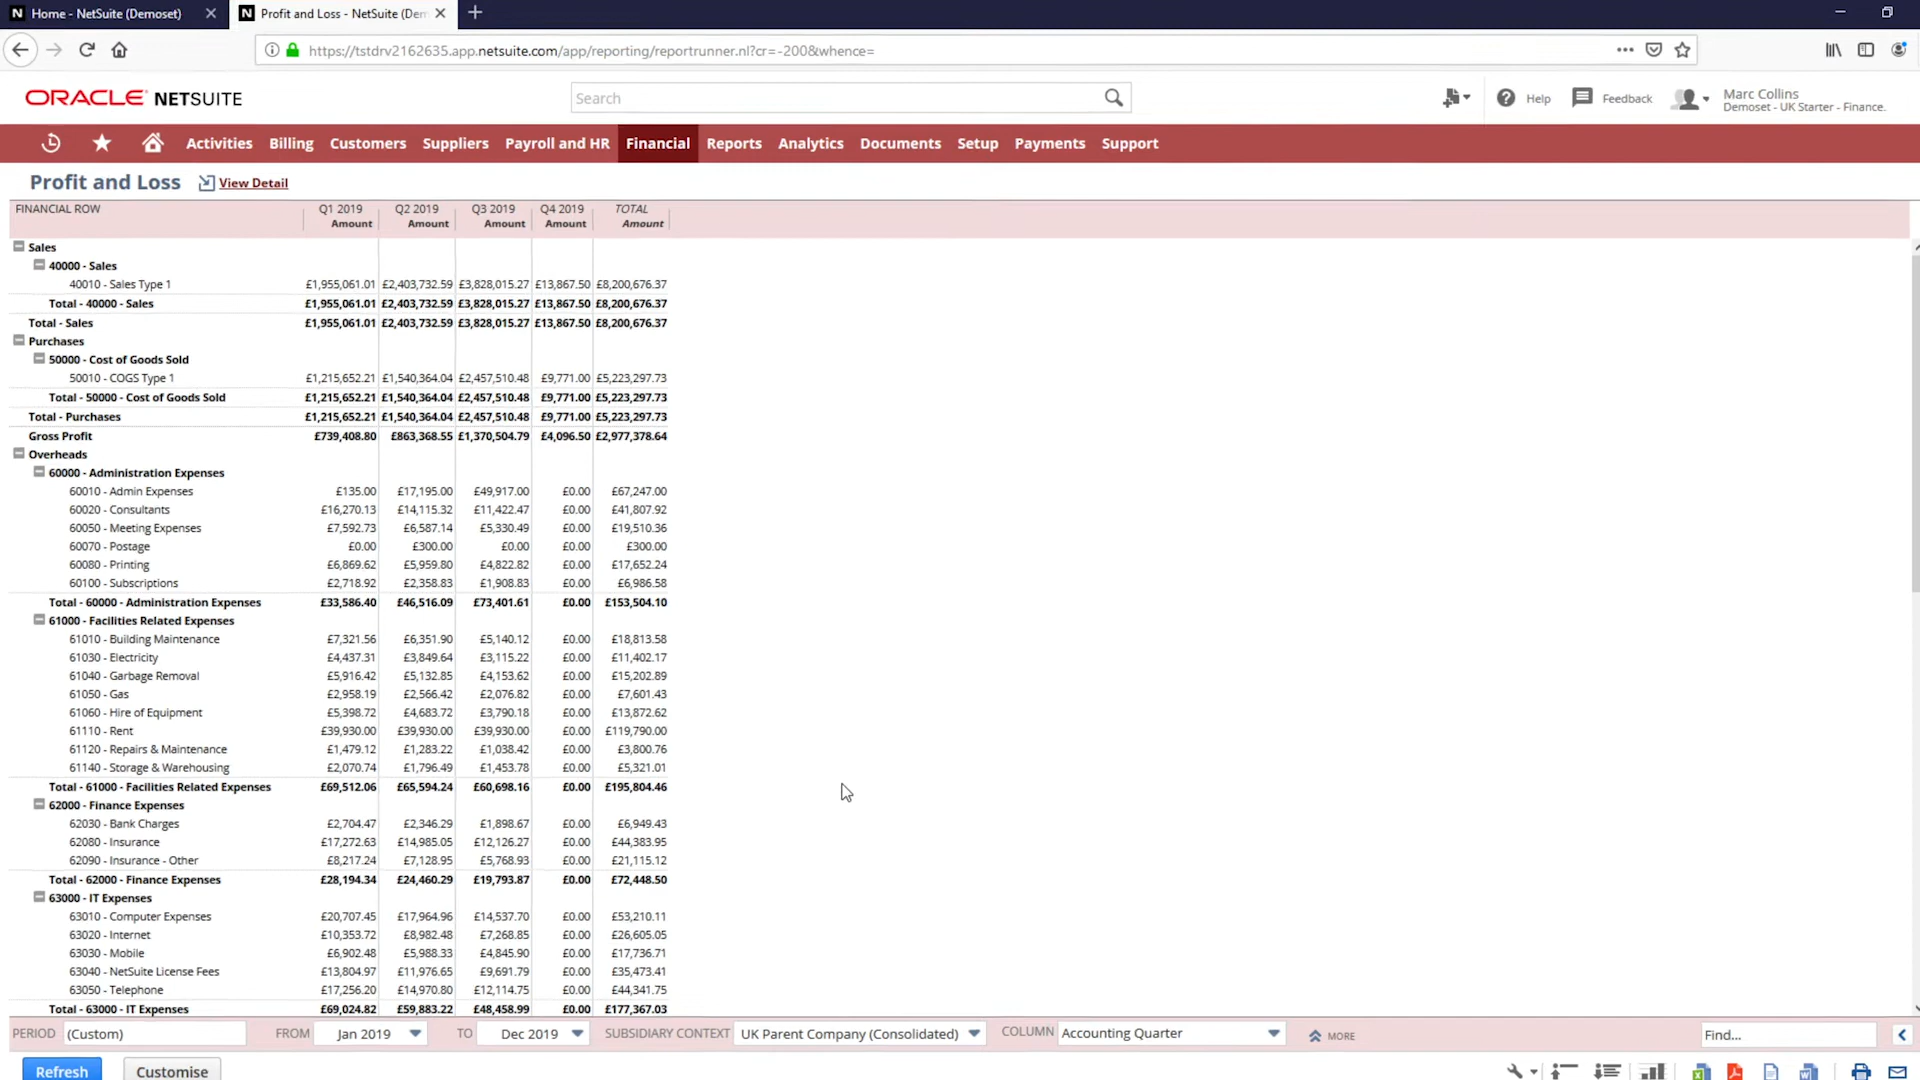 Home - NetSuite (Demoset)
Profit and Loss - NetSuite (Dem
https://tstdrv2162635.app.netsuite.com/app/reporting/reportrunner.nl?cr=-200&whence=
ORACLE NETSUITE
Search
Help
Feedback
Marc Collins
Demoset - UK Starter - Finance.
Activities Billing Customers Suppliers Payroll and HR Financial Reports Analytics Documents Setup Payments Support
Profit and Loss View Detail
FINANCIAL ROW Q1 2019 Q2 2019 Q3 2019 Q4 2019 TOTAL
Amount Amount Amount Amount Amount
Sales
40000 - Sales
40010 - Sales Type 1 £1,955,061.01 £2,403,732.59 £3,828,015.27 £13,867.50 £8,200,676.37
Total - 40000 - Sales £1,955,061.01 £2,403,732.59 £3,828,015.27 £13,867.50 £8,200,676.37
Total - Sales £1,955,061.01 £2,403,732.59 £3,828,015.27 £13,867.50 £8,200,676.37
Purchases
50000 - Cost of Goods Sold
50010 - COGS Type 1 £1,215,652.21 £1,540,364.04 £2,457,510.48 £9,771.00 £5,223,297.73
Total - 50000 - Cost of Goods Sold £1,215,652.21 £1,540,364.04 £2,457,510.48 £9,771.00 £5,223,297.73
Total - Purchases £1,215,652.21 £1,540,364.04 £2,457,510.48 £9,771.00 £5,223,297.73
Gross Profit £739,408.80 £863,368.55 £1,370,504.79 £4,096.50 £2,977,378.64
Overheads
60000 - Administration Expenses
60010 - Admin Expenses £135.00 £17,195.00 £49,917.00 £0.00 £67,247.00
60020 - Consultants £16,270.13 £14,115.32 £11,422.47 £0.00 £41,807.92
60050 - Meeting Expenses £7,592.73 £6,587.14 £5,330.49 £0.00 £19,510.36
60070 - Postage £0.00 £300.00 £0.00 £0.00 £300.00
60080 - Printing £6,869.62 £5,959.80 £4,822.82 £0.00 £17,652.24
60100 - Subscriptions £2,718.92 £2,358.83 £1,908.83 £0.00 £6,986.58
Total - 60000 - Administration Expenses £33,586.40 £46,516.09 £73,401.61 £0.00 £153,504.10
61000 - Facilities Related Expenses
61010 - Building Maintenance £7,321.56 £6,351.90 £5,140.12 £0.00 £18,813.58
61030 - Electricity £4,437.31 £3,849.64 £3,115.22 £0.00 £11,402.17
61040 - Garbage Removal £5,916.42 £5,132.85 £4,153.62 £0.00 £15,202.89
61050 - Gas £2,958.19 £2,566.42 £2,076.82 £0.00 £7,601.43
61060 - Hire of Equipment £5,398.72 £4,683.72 £3,790.18 £0.00 £13,872.62
61110 - Rent £39,930.00 £39,930.00 £39,930.00 £0.00 £119,790.00
61120 - Repairs & Maintenance £1,479.12 £1,283.22 £1,038.42 £0.00 £3,800.76
61140 - Storage & Warehousing £2,070.74 £1,796.49 £1,453.78 £0.00 £5,321.01
Total - 61000 - Facilities Related Expenses £69,512.06 £65,594.24 £60,698.16 £0.00 £195,804.46
62000 - Finance Expenses
62030 - Bank Charges £2,704.47 £2,346.29 £1,898.67 £0.00 £6,949.43
62080 - Insurance £17,272.63 £14,985.05 £12,126.27 £0.00 £44,383.95
62090 - Insurance - Other £8,217.24 £7,128.95 £5,768.93 £0.00 £21,115.12
Total - 62000 - Finance Expenses £28,194.34 £24,460.29 £19,793.87 £0.00 £72,448.50
63000 - IT Expenses
63010 - Computer Expenses £20,707.45 £17,964.96 £14,537.70 £0.00 £53,210.11
63020 - Internet £10,353.72 £8,982.48 £7,268.85 £0.00 £26,605.05
63030 - Mobile £6,902.48 £5,988.33 £4,845.90 £0.00 £17,736.71
63040 - NetSuite License Fees £13,804.97 £11,976.65 £9,691.79 £0.00 £35,473.41
63050 - Telephone £17,256.20 £14,970.80 £12,114.75 £0.00 £44,341.75
Total - 63000 - IT Expenses £69,024.82 £59,883.22 £48,458.99 £0.00 £177,367.03
PERIOD (Custom) FROM Jan 2019 TO Dec 2019 SUBSIDIARY CONTEXT UK Parent Company (Consolidated) COLUMN Accounting Quarter MORE Find...
Refresh Customise